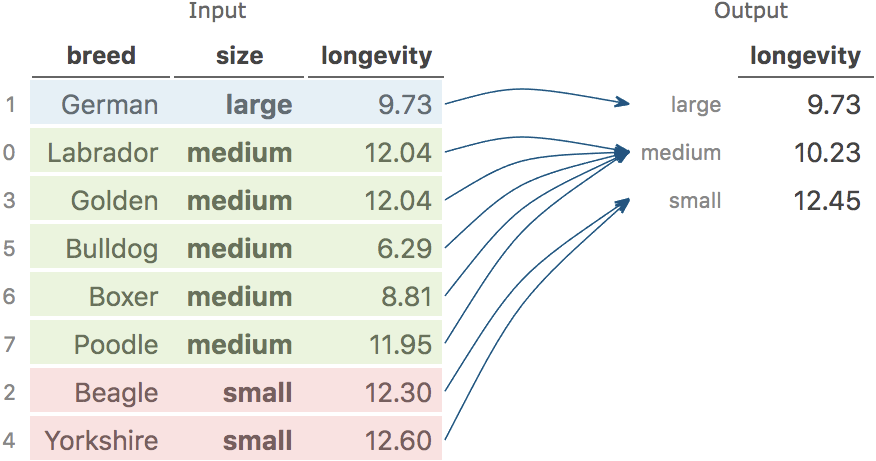 Input Output
breed size longevity longevity
1 German large 9.73 large 9.73
0 Labrador medium 12.04 medium 10.23
3 Golden medium 12.04 small 12.45
5 Bulldog medium 6.29
6 Boxer medium 8.81
7 Poodle medium 11.95
2 Beagle small 12.30
4 Yorkshire small 12.60